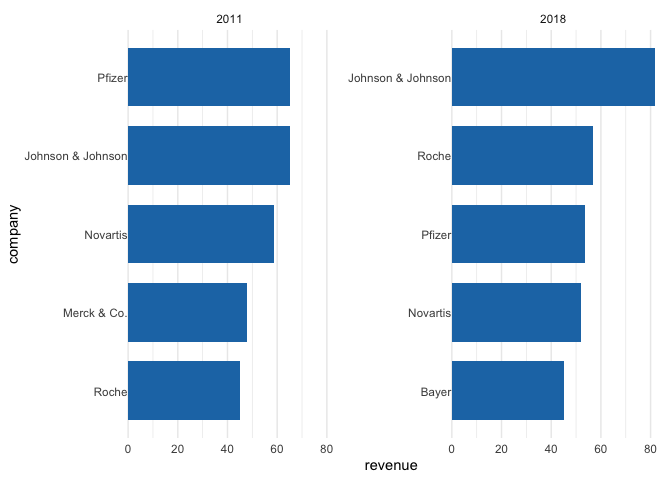 2011
2018
Pfizer
Johnson & Johnson
Novartis
Merck & Co.
Roche
Johnson & Johnson
Roche
Pfizer
Novartis
Bayer
0 20 40 60 80
0 20 40 60 80
company
revenue